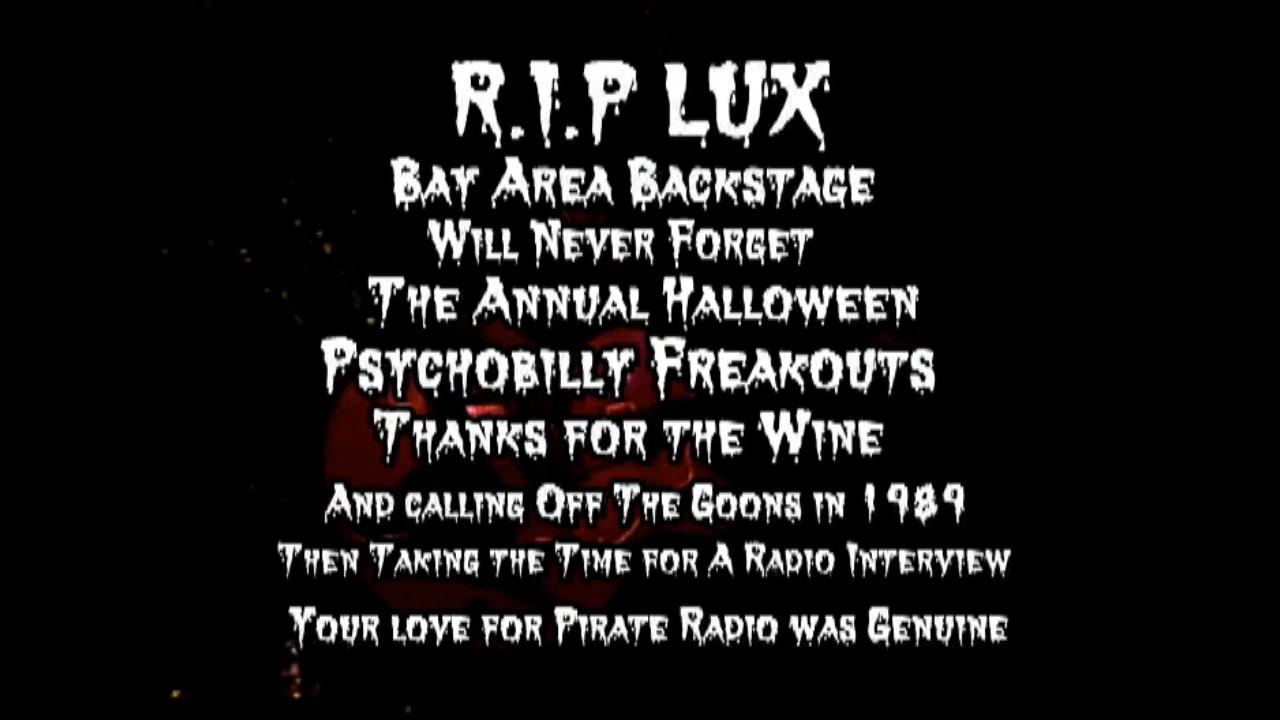 R.I.P LUX
Bay Area Backstage
Will Never Forget
The Annual Halloween
Psychobilly Freakouts
Thanks for the Wine
And calling Off The Goons in 1989
Then Taking the Time for A Radio Interview
Your love for Pirate Radio was Genuine